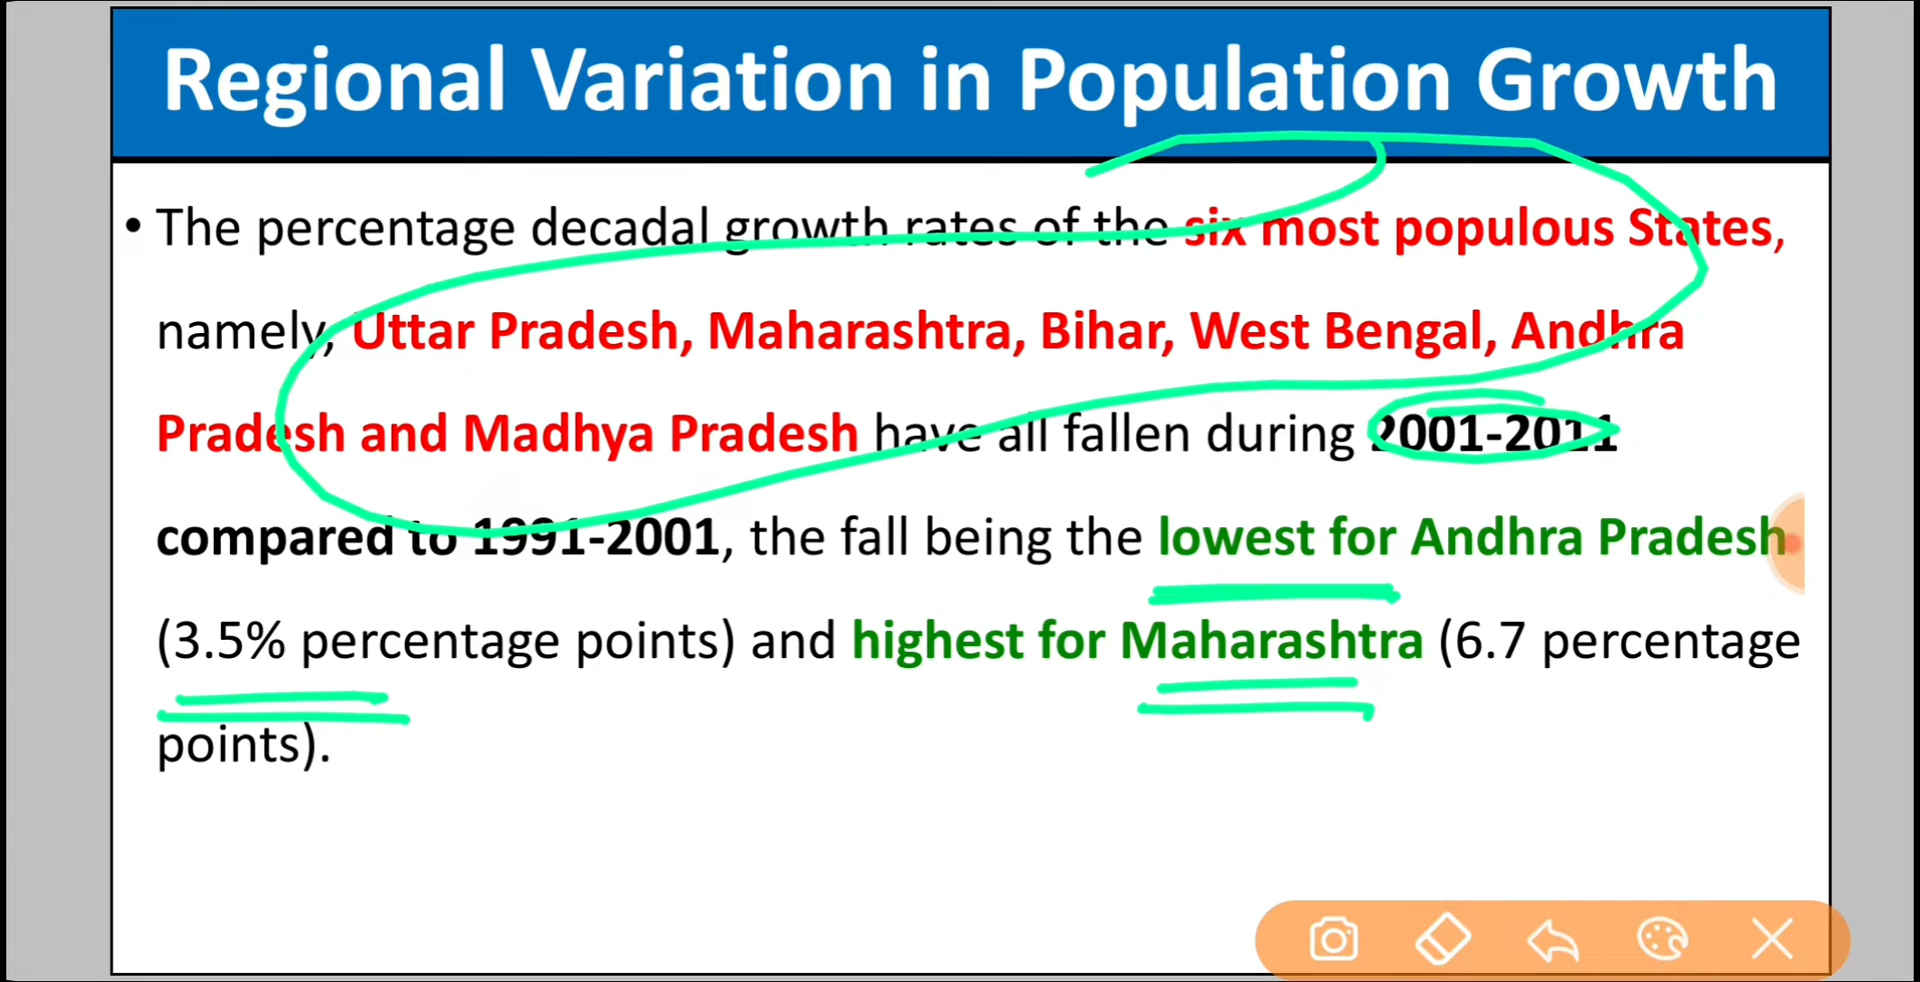 Regional Variation in Population Growth
• The percentage decadal growth rates of the six most populous States,
namely, Uttar Pradesh, Maharashtra, Bihar, West Bengal, Andhra
Pradesh and Madhya Pradesh have all fallen during 2001-2011
compared to 1991-2001, the fall being the lowest for Andhra Pradesh
(3.5% percentage points) and highest for Maharashtra (6.7 percentage
points).